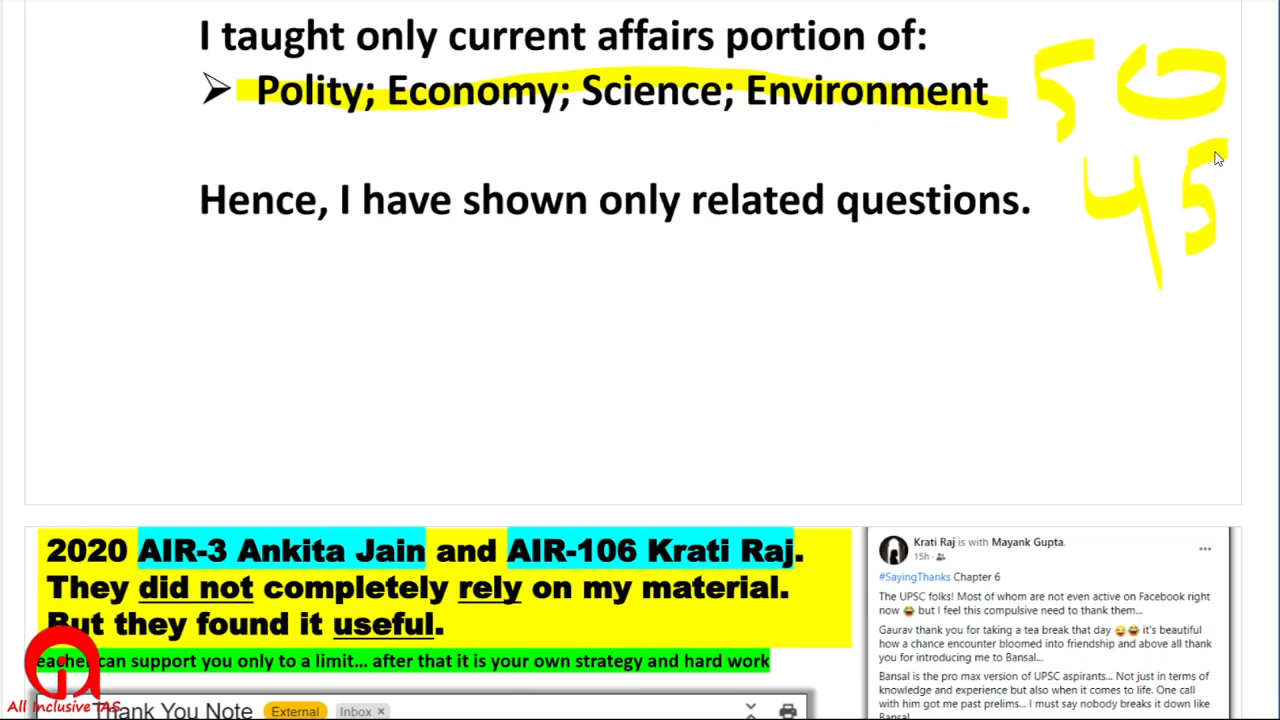 I taught only current affairs portion of:
➢ Polity; Economy; Science; Environment
50
45
Hence, I have shown only related questions.
2020 AIR-3 Ankita Jain and AIR-106 Krati Raj.
They did not completely rely on my material.
But they found it useful.
eacher can support you only to a limit... after that it is your own strategy and hard work
All Inclusive IAS
Thank You Note External Inbox ×
Krati Raj is with Mayank Gupta.
15h ·
#SayingThanks Chapter 6
The UPSC folks! Most of whom are not even active on Facebook right
now 😂 but I feel this compulsive need to thank them...
Gaurav thank you for taking a tea break that day 😜😂 it's beautiful
how a chance encounter bloomed into friendship and above all thank
you for introducing me to Bansal...
Bansal is the pro max version of UPSC aspirants... Not just in terms of
knowledge and experience but also when it comes to life. One call
with him got me past prelims... I must say nobody breaks it down like
Bansal